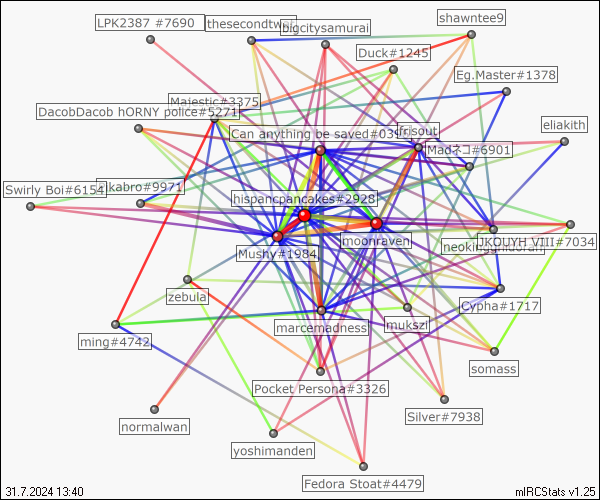 LPK2387 #7690
thesecondtwat
bigcitysamurai
shawntee9
Duck#1245
Eg.Master#1378
Majestic#3375
DacobDacob hORNY police#5271
Can anything be saved#039
frisout
eliakith
Madネコ#6901
Swirly Boi#6154
kabro#9971
hispancpancakes#2928
moonraven
JKOUYH VIII#7034
Mushy#1984
zebula
Cypha#1717
marcemadness
mukszi
ming#4742
somass
Pocket Persona#3326
Silver#7938
normalwan
yoshimanden
Fedora Stoat#4479
31.7.2024 13:40
mIRCStats v1.25